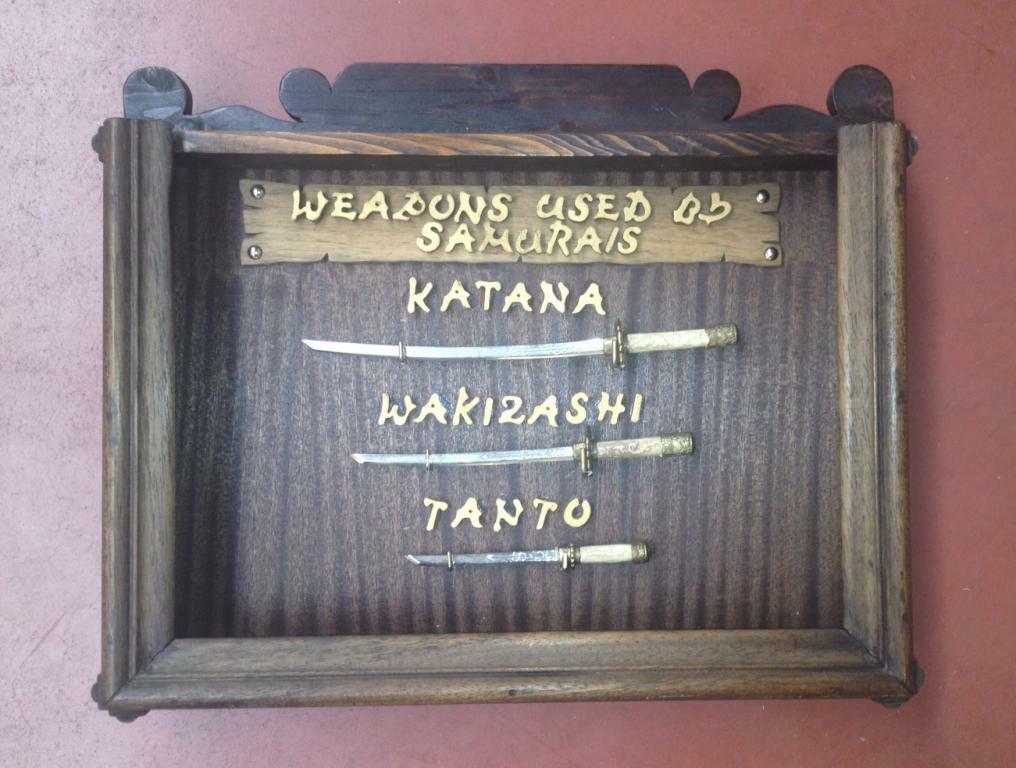 WEAPONS USED BY
SAMURAIS
KATANA
WAKIZASHI
TANTO